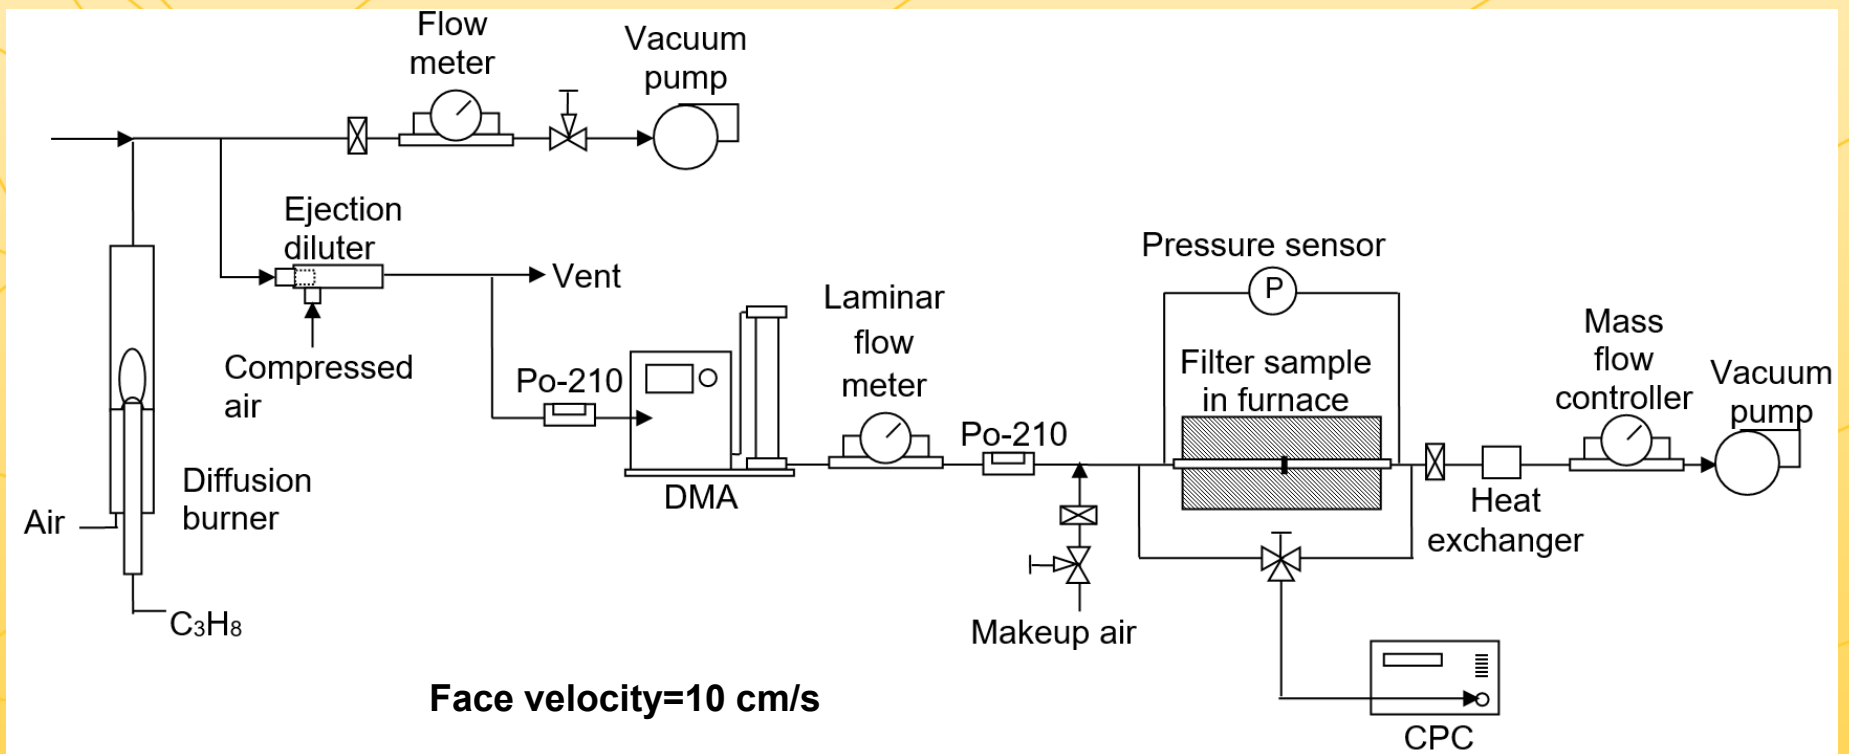 Flow
meter
Vacuum
pump
Ejection
diluter
Vent
Compressed
air
Po-210
DMA
Laminar
flow
meter
Po-210
Pressure sensor
P
Filter sample
in furnace
Mass
flow
controller
Vacuum
pump
Heat
exchanger
Diffusion
burner
Air
C₃H₈
Makeup air
Face velocity=10 cm/s
CPC